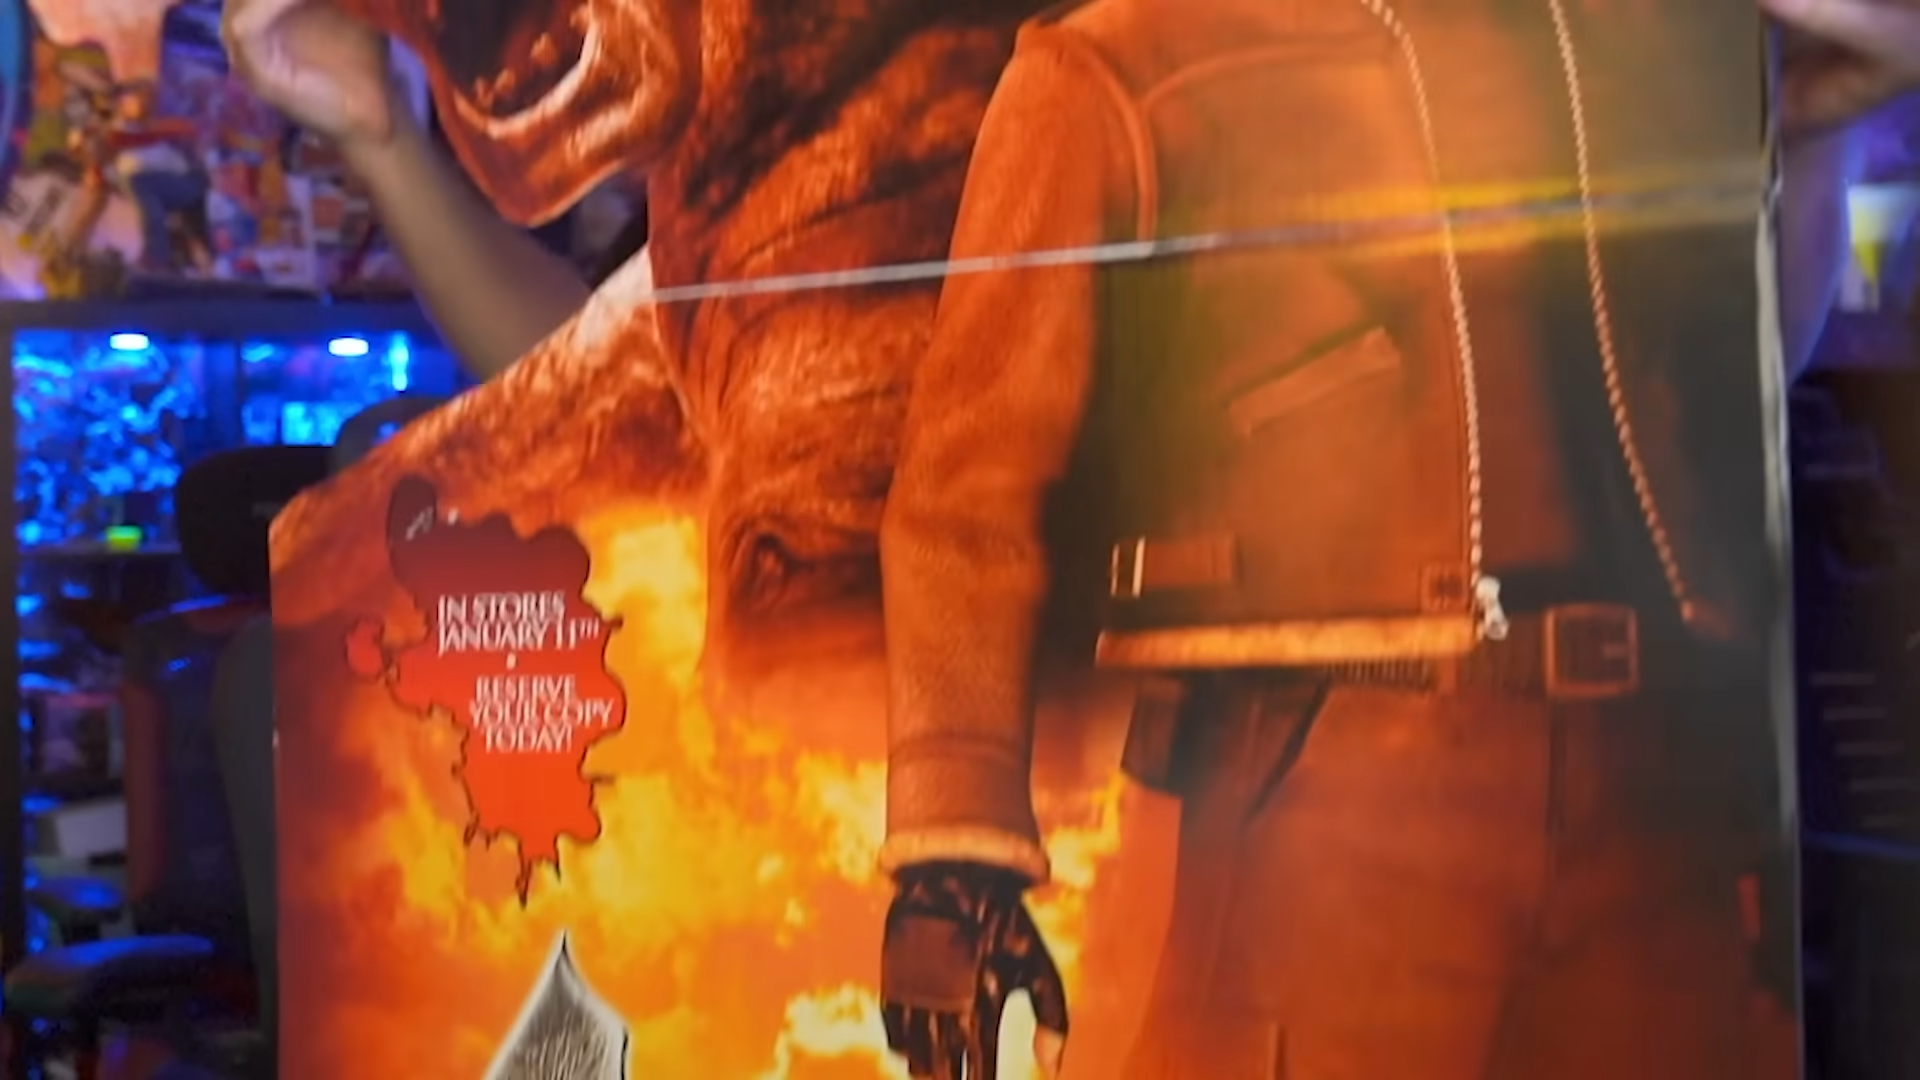 IN STORES
JANUARY 11TH
RESERVE
YOUR COPY
TODAY!